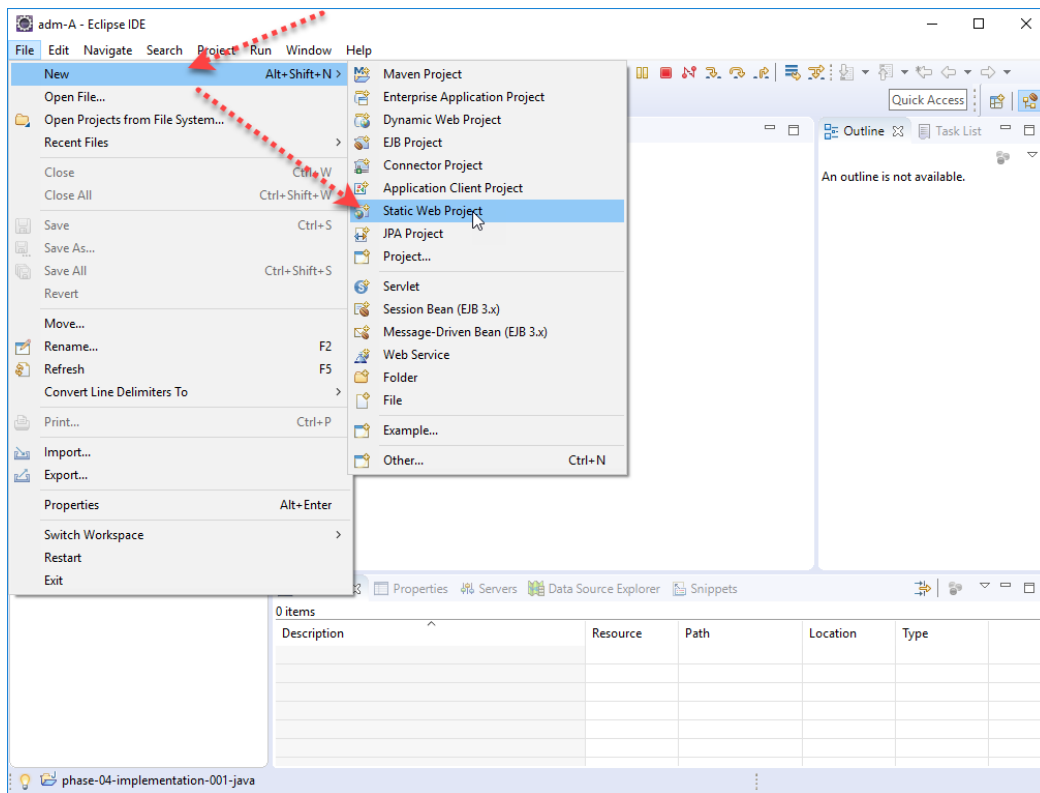 adm-A - Eclipse IDE
File Edit Navigate Search Project Run Window Help
New Alt+Shift+N >
Open File...
Open Projects from File System...
Recent Files >
Close Ctrl+W
Close All Ctrl+Shift+W
Save Ctrl+S
Save As...
Save All Ctrl+Shift+S
Revert
Move...
Rename... F2
Refresh F5
Convert Line Delimiters To >
Print... Ctrl+P
Import...
Export...
Properties Alt+Enter
Switch Workspace >
Restart
Exit
Maven Project
Enterprise Application Project
Dynamic Web Project
EJB Project
Connector Project
Application Client Project
Static Web Project
JPA Project
Project...
Servlet
Session Bean (EJB 3.x)
Message-Driven Bean (EJB 3.x)
Web Service
Folder
File
Example...
Other... Ctrl+N
Quick Access
Outline Task List
An outline is not available.
Properties Servers Data Source Explorer Snippets
0 items
Description Resource Path Location Type
phase-04-implementation-001-java